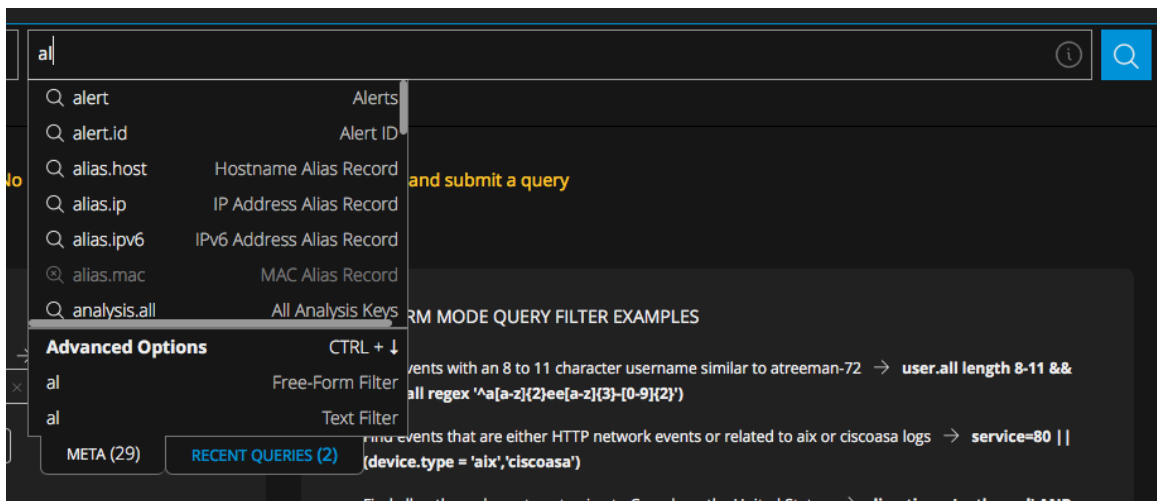 al
alert Alerts
alert.id Alert ID
alias.host Hostname Alias Record
alias.ip IP Address Alias Record
alias.ipv6 IPv6 Address Alias Record
alias.mac MAC Alias Record
analysis.all All Analysis Keys
Advanced Options CTRL + ↓
al Free-Form Filter
al Text Filter
META (29) RECENT QUERIES (2)
No
and submit a query
RM MODE QUERY FILTER EXAMPLES
vents with an 8 to 11 character username similar to atreeman-72 → user.all length 8-11 &&
all regex '^a[a-z]{2}ee[a-z]{3}-[0-9]{2}')
Find events that are either HTTP network events or related to aix or ciscoasa logs → service=80 ||
(device.type = 'aix','ciscoasa')